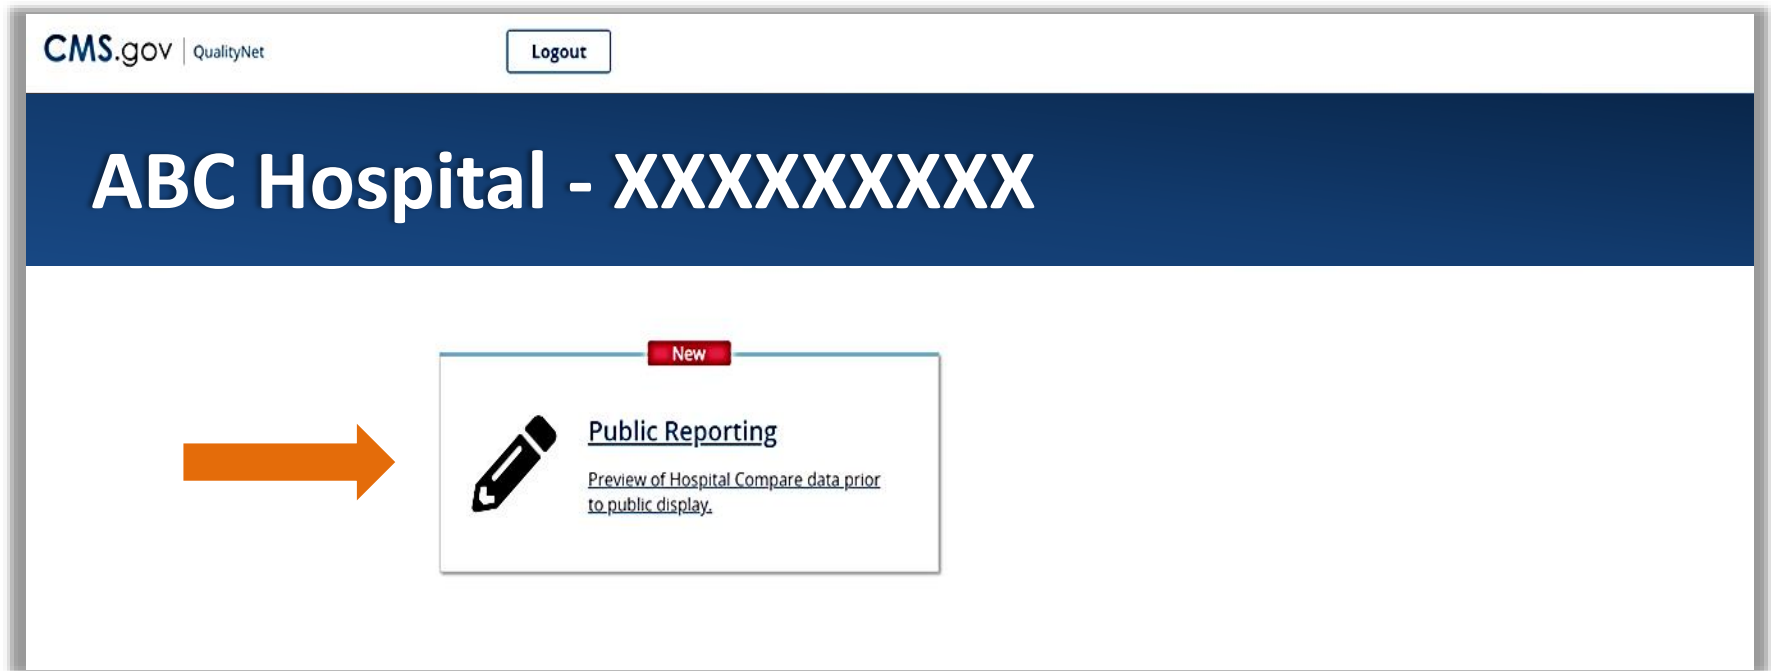 CMS.gov | QualityNet
Logout
ABC Hospital - XXXXXXXXX
New
Public Reporting
Preview of Hospital Compare data prior
to public display.